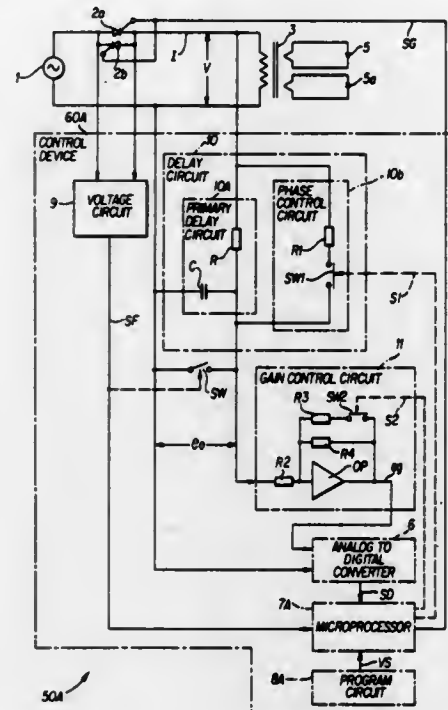 2a
SG
I
3
1
2b
V
5
5a
60A
CONTROL
DEVICE
10
DELAY
CIRCUIT
10A
PRIMARY
DELAY
CIRCUIT
PHASE
CONTROL
CIRCUIT
10b
9
VOLTAGE
CIRCUIT
R
R1
C
SW1
S1
SF
11
SW
GAIN CONTROL CIRCUIT
R3
SW2
S2
R4
e0
R2
OP
eg
6
ANALOG TO
DIGITAL
CONVERTER
7A
SD
MICROPROCESSOR
VS
8A
PROGRAM
CIRCUIT
50A